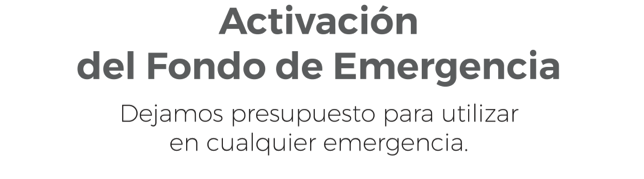 Activación
del Fondo de Emergencia
Dejamos presupuesto para utilizar
en cualquier emergencia.